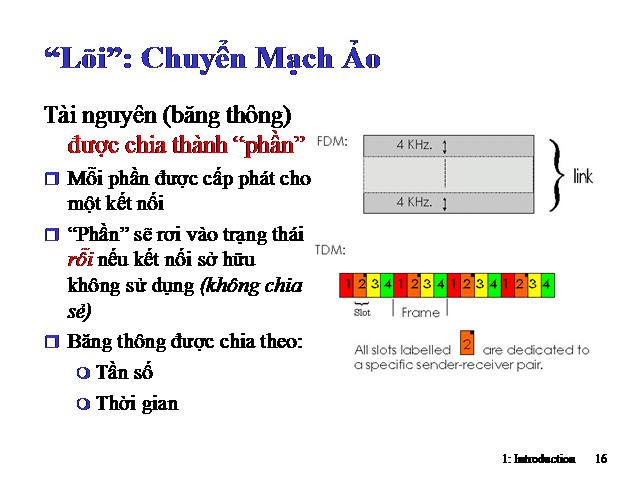 “Lõi”: Chuyển Mạch Ảo
Tài nguyên (băng thông)
được chia thành “phần”
Mỗi phần được cấp phát cho
một kết nối
“Phần” sẽ rơi vào trạng thái
rỗi nếu kết nối sở hữu
không sử dụng (không chia
sẻ)
Băng thông được chia theo:
Tần số
Thời gian
FDM:
4 KHz.
4 KHz.
link
TDM:
1 2 3 4 1 2 3 4 1 2 3 4 1 2 3 4
Slot
Frame
All slots labelled 2 are dedicated to
a specific sender-receiver pair.
1: Introduction 16